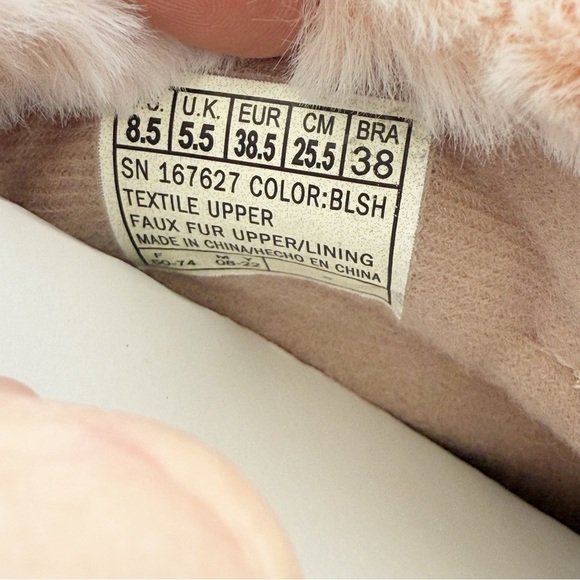 U.K. EUR CM BRA
8.5 5.5 38.5 25.5 38
SN 167627 COLOR:BLSH
TEXTILE UPPER
FAUX FUR UPPER/LINING
MADE IN CHINA/HECHO EN CHINA
08-22